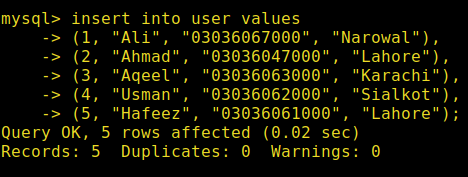 mysql> insert into user values
    -> (1, "Ali", "03036067000", "Narowal"),
    -> (2, "Ahmad", "03036047000", "Lahore"),
    -> (3, "Aqeel", "03036063000", "Karachi"),
    -> (4, "Usman", "03036062000", "Sialkot"),
    -> (5, "Hafeez", "03036061000", "Lahore");
Query OK, 5 rows affected (0.02 sec)
Records: 5  Duplicates: 0  Warnings: 0